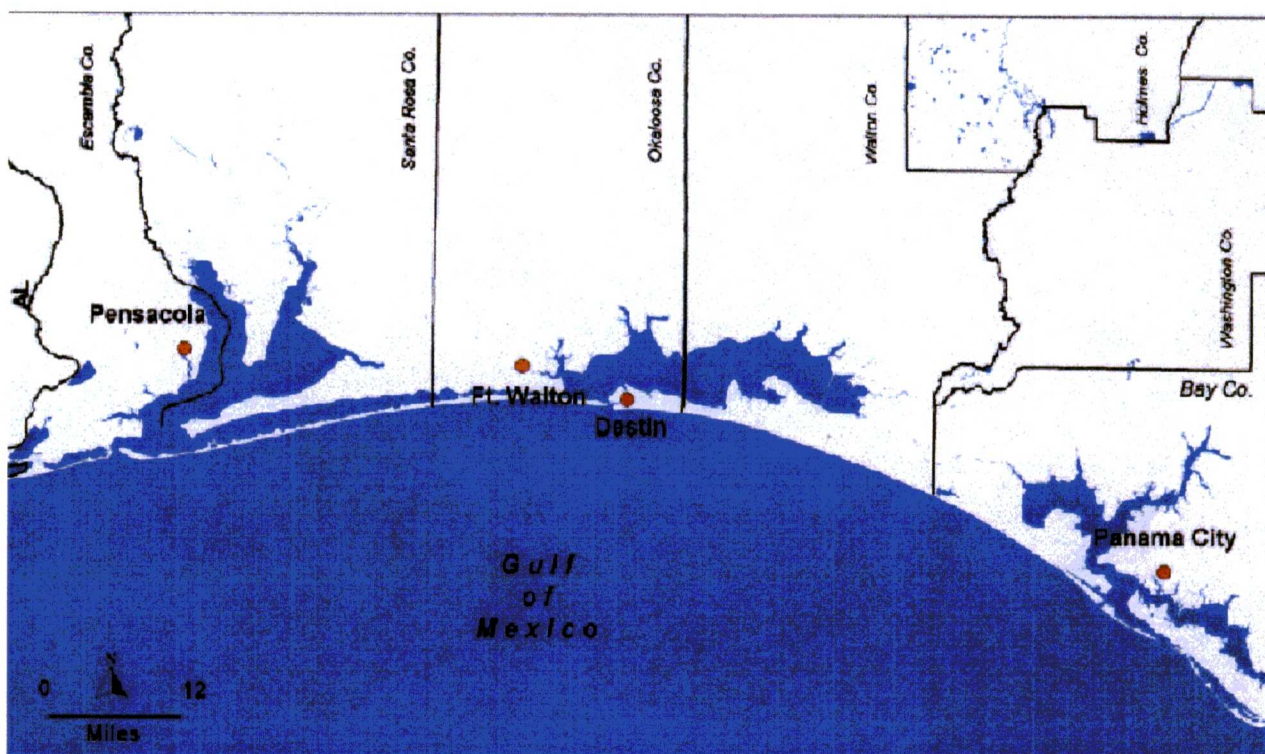 Escambia Co.
Santa Rosa Co.
Okaloosa Co.
Walton Co.
Holmes Co.
Washington Co.
AL
Pensacola
Ft. Walton
Destin
Bay Co.
Panama City
Gulf
of
Mexico
N
0 12
Miles